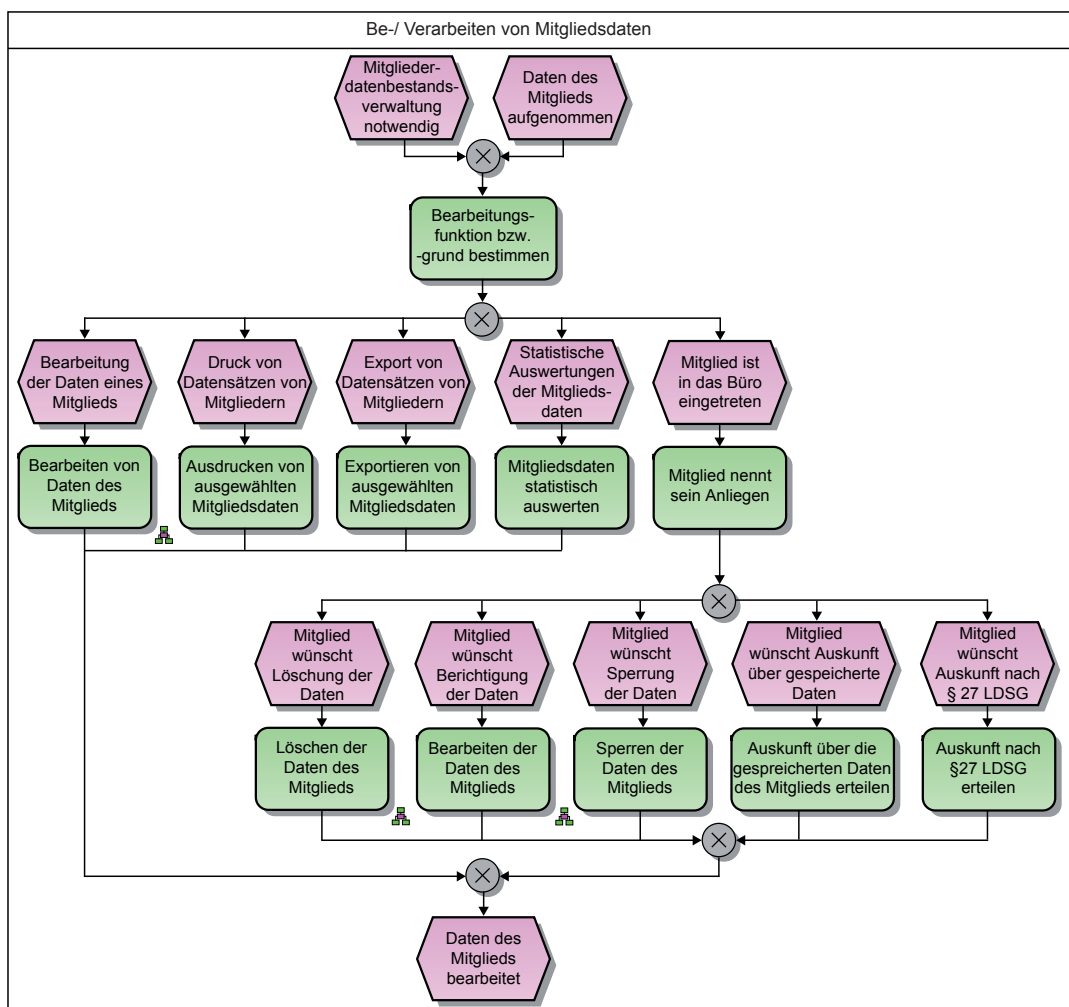 Be-/ Verarbeiten von Mitgliedsdaten
Mitglieder-
datenbestands-
verwaltung
notwendig
Daten des
Mitglieds
aufgenommen
Bearbeitungs-
funktion bzw.
-grund bestimmen
Bearbeitung
der Daten eines
Mitglieds
Druck von
Datensätzen von
Mitgliedern
Export von
Datensätzen von
Mitgliedern
Statistische
Auswertungen
der Mitglieds-
daten
Mitglied ist
in das Büro
eingetreten
Bearbeiten von
Daten des
Mitglieds
Ausdrucken von
ausgewählten
Mitgliedsdaten
Exportieren von
ausgewählten
Mitgliedsdaten
Mitgliedsdaten
statistisch
auswerten
Mitglied nennt
sein Anliegen
Mitglied
wünscht
Löschung der
Daten
Mitglied
wünscht
Berichtigung
der Daten
Mitglied
wünscht
Sperrung
der Daten
Mitglied
wünscht Auskunft
über gespeicherte
Daten
Mitglied
wünscht
Auskunft nach
§ 27 LDSG
Löschen der
Daten des
Mitglieds
Bearbeiten der
Daten des
Mitglieds
Sperren der
Daten des
Mitglieds
Auskunft über die
gespreicherten Daten
des Mitglieds erteilen
Auskunft nach
§27 LDSG
erteilen
Daten des
Mitglieds
bearbeitet